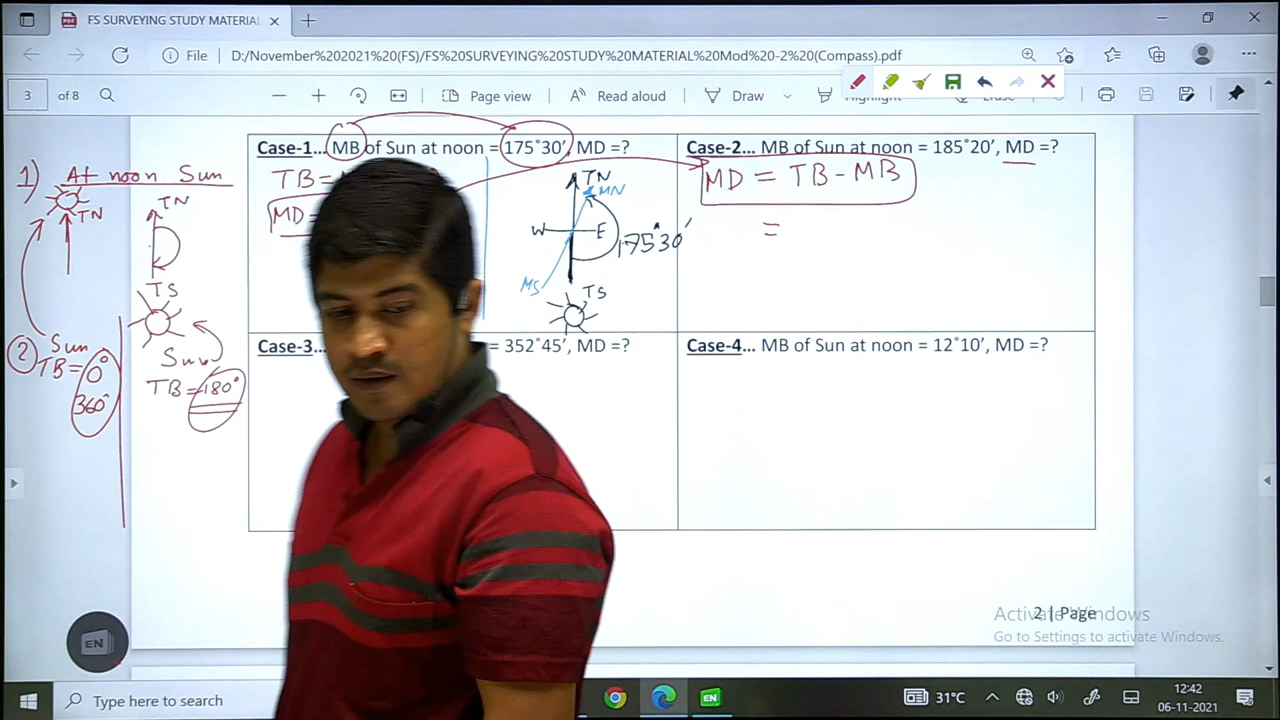 FS SURVEYING STUDY MATERIAL
File
D:/November%202021%20(FS)/FS%20SURVEYING%20STUDY%20MATERIAL%20Mod%20-2%20(Compass).pdf
3 of 8
Page view
Read aloud
Draw
Case-1... MB of Sun at noon = 175°30', MD =?
TB=
MD=
TN
MN
W E
175°30'
MS
TS
Case-2... MB of Sun at noon = 185°20', MD =?
MD = TB - MB
=
1) At noon Sun
TN
TN
TS
Sun
TB = 180°
2 Sun
TB = 0°
360°
Case-3... = 352°45', MD =?
Case-4... MB of Sun at noon = 12°10', MD =?
2 | Page
Activate Windows
Go to Settings to activate Windows.
EN
Type here to search
EN
31°C
12:42
06-11-2021